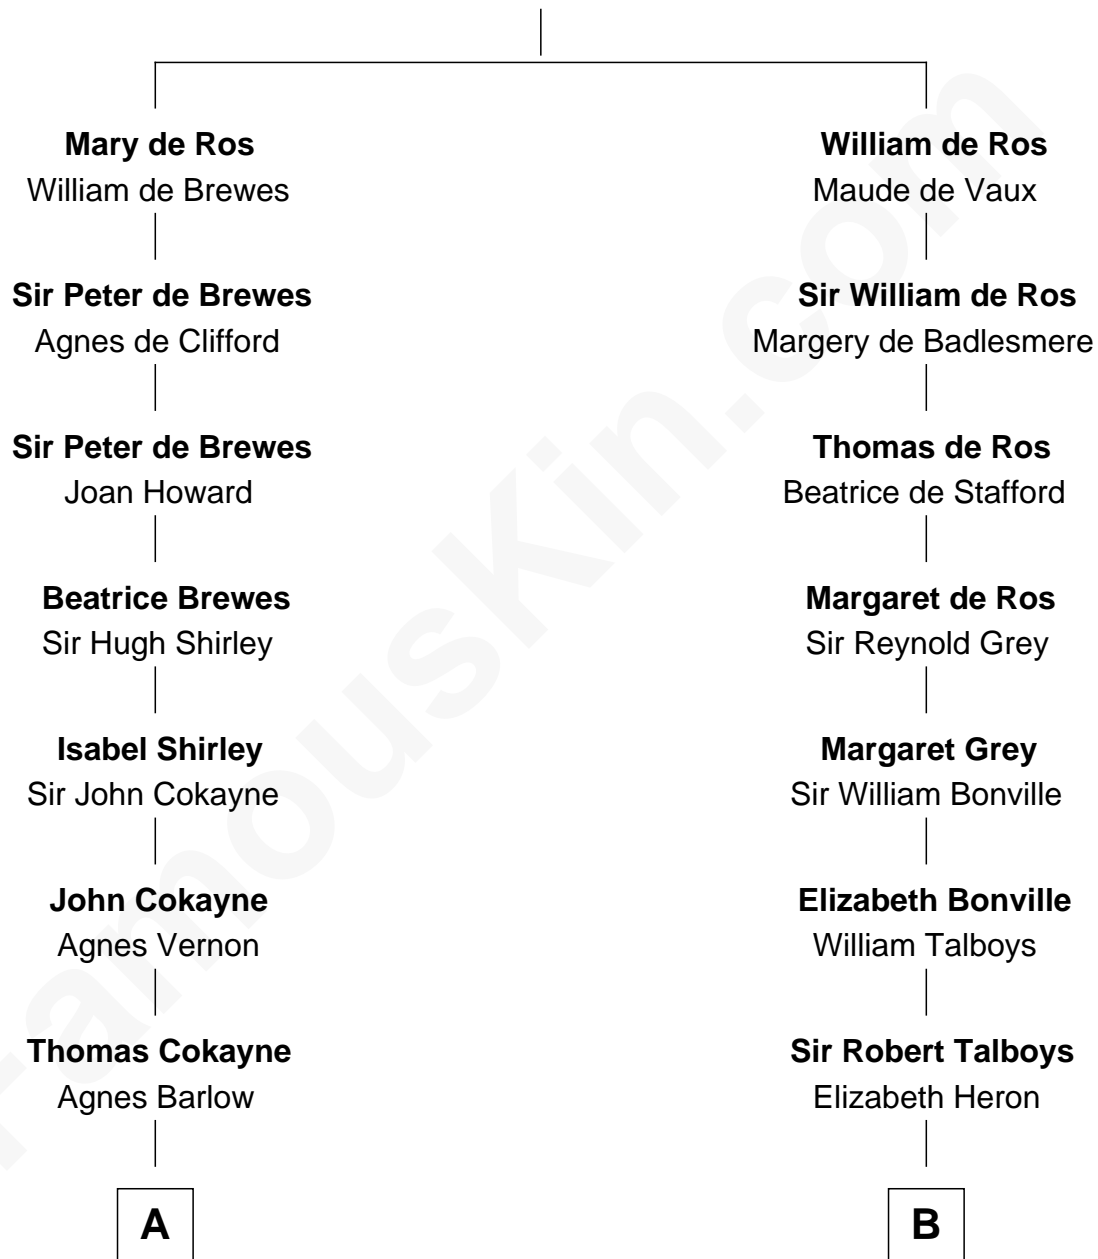 Mary de Ros
William de Brewes
Sir Peter de Brewes
Agnes de Clifford
Sir Peter de Brewes
Joan Howard
Beatrice Brewes
Sir Hugh Shirley
Isabel Shirley
Sir John Cokayne
John Cokayne
Agnes Vernon
Thomas Cokayne
Agnes Barlow
A
William de Ros
Maude de Vaux
Sir William de Ros
Margery de Badlesmere
Thomas de Ros
Beatrice de Stafford
Margaret de Ros
Sir Reynold Grey
Margaret Grey
Sir William Bonville
Elizabeth Bonville
William Talboys
Sir Robert Talboys
Elizabeth Heron
B
FamousKin.com